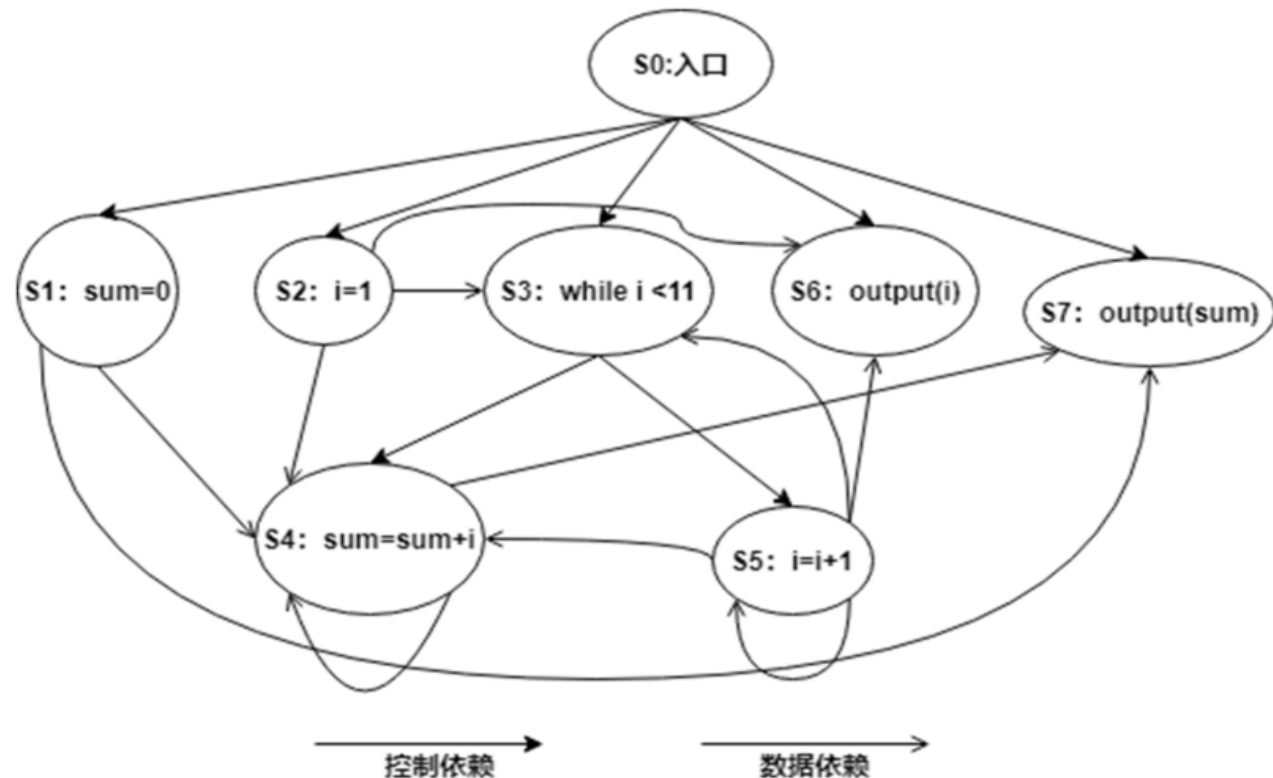 S0:入口
S1：sum=0
S2：i=1
S3：while i <11
S6：output(i)
S7：output(sum)
S4：sum=sum+i
S5：i=i+1
控制依赖
数据依赖